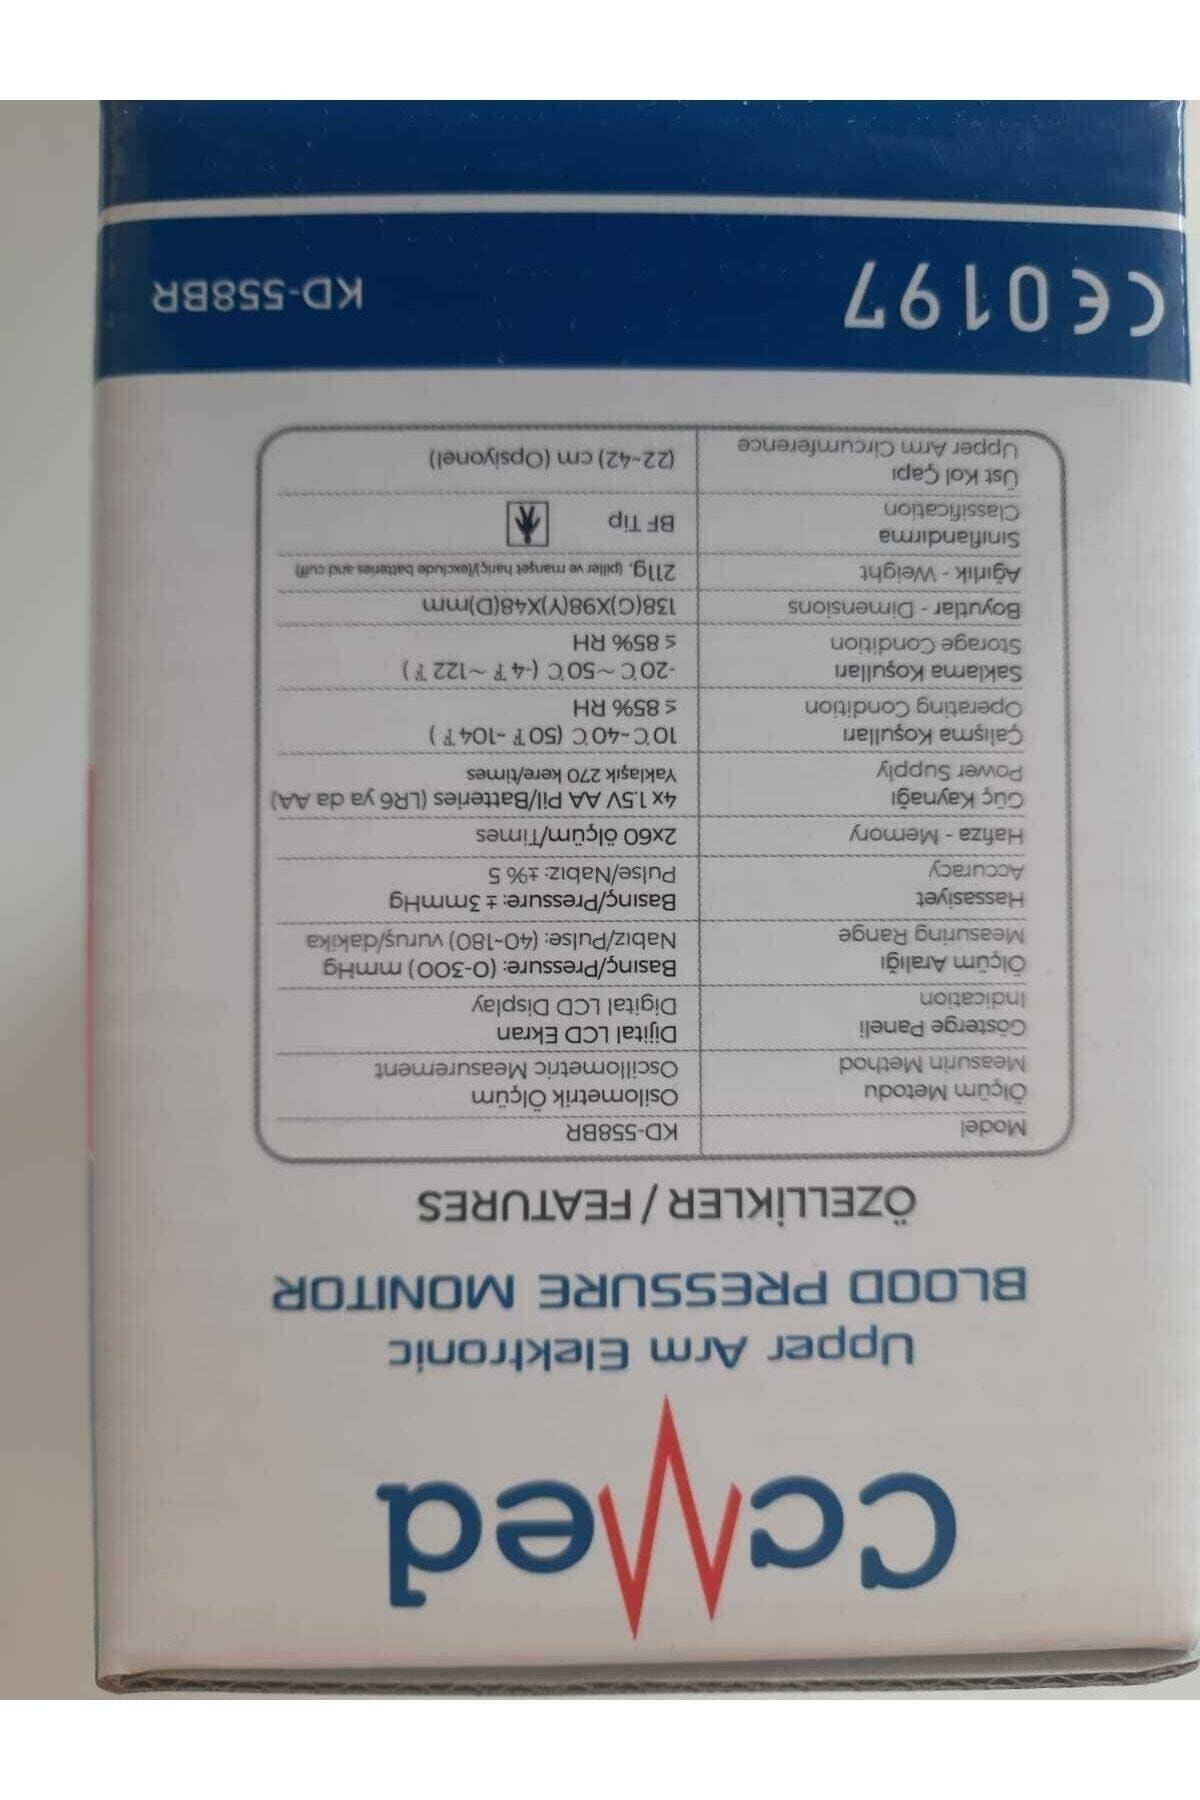 CcMed
Upper Arm Elektronic
BLOOD PRESSURE MONITOR
ÖZELLİKLER / FEATURES
Model KD-558BR
Ölçüm Metodu Osilometrik Ölçüm
Measurin Method Oscillometric Measurement
Gösterge Paneli Dijital LCD Ekran
Indication Digital LCD Display
Ölçüm Aralığı Basınç/Pressure: (0-300) mmHg
Measuring Range Nabız/Pulse: (40~180) vuruş/dakika
Hassasiyet Basınç/Pressure: ± 3mmHg
Accuracy Pulse/Nabız: ±% 5
Hafıza - Memory 2x60 ölçüm/Times
Güç Kaynağı 4x 1.5V AA Pil/Batteries (LR6 ya da AA)
Power Supply Yaklaşık 270 kere/times
Çalışma Koşulları 10℃~40℃ (50℉~104℉)
Operating Condition ≤ 85% RH
Saklama Koşulları -20℃~50℃ (-4℉~122℉)
Storage Condition ≤ 85% RH
Boyutlar - Dimensions 138(G)X98(Y)X48(D)mm
Ağırlık - Weight 211g. (piller ve manşet hariç)/(exclude batteries and cuff)
Sınıflandırma BF Tip
Classification
Üst Kol Çapı (22~42) cm (Opsiyonel)
Upper Arm Circumference
CE0197 KD-558BR